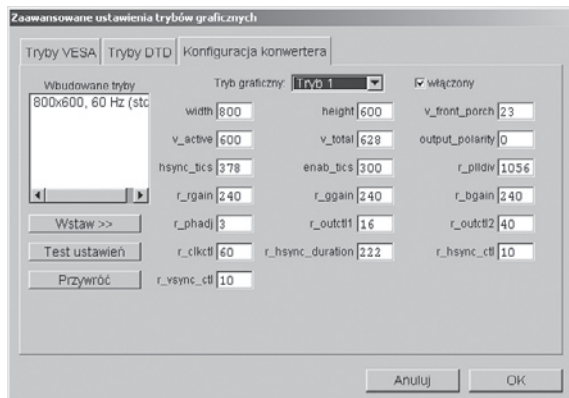 Zaawansowane ustawienia trybów graficznych
Tryby VESA Tryby DTD Konfiguracja konwertera
Wbudowane tryby Tryb graficzny: Tryb 1 włączony
800x600, 60 Hz (stc
width 800 height 600 v_front_porch 23
v_active 600 v_total 628 output_polarity 0
hsync_tics 378 enab_tics 300 r_plldiv 1056
r_rgain 240 r_ggain 240 r_bgain 240
Wstaw >> r_phadj 3 r_outctl1 16 r_outctl2 40
Test ustawień r_clkctl 60 r_hsync_duration 222 r_hsync_ctl 10
Przywróć r_vsync_ctl 10
Anuluj OK